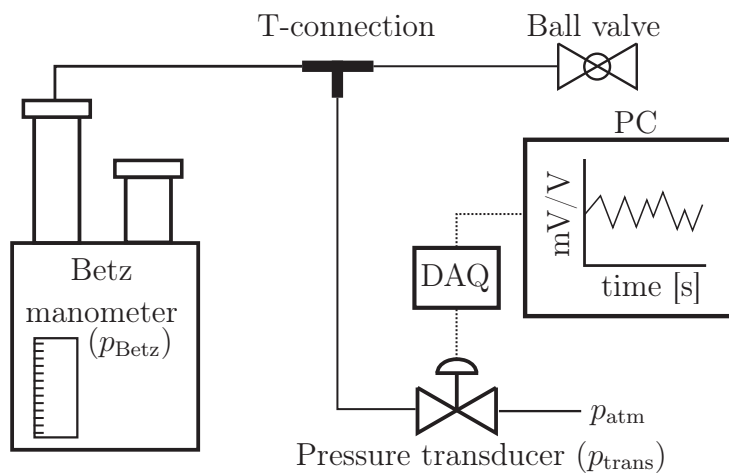 T-connection
Ball valve
PC
mV/V
time [s]
DAQ
Betz
manometer
(p_Betz)
p_atm
Pressure transducer (p_trans)